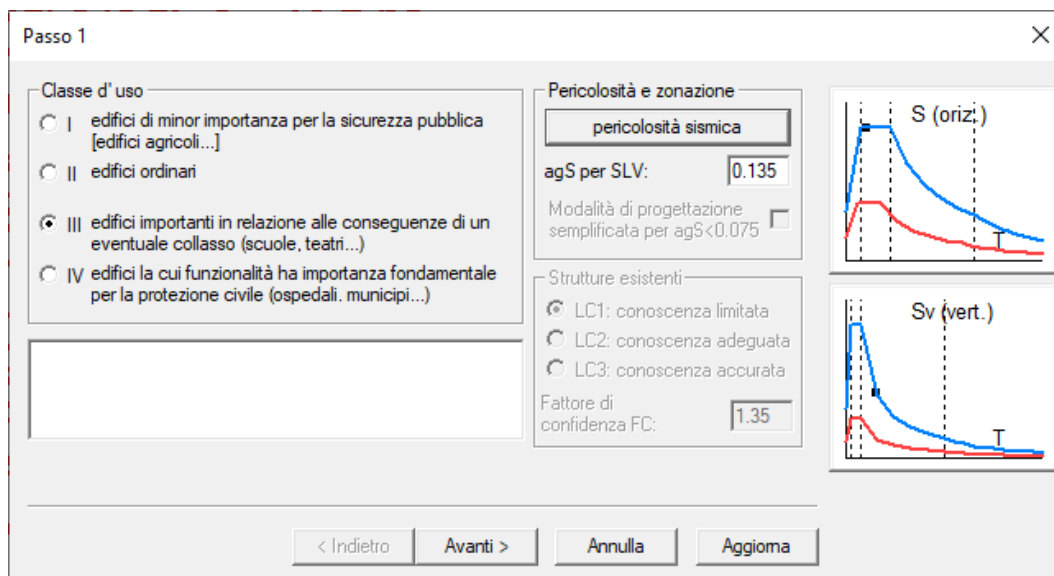 Passo 1
Classe d' uso
I edifici di minor importanza per la sicurezza pubblica
[edifici agricoli...]
II edifici ordinari
III edifici importanti in relazione alle conseguenze di un
eventuale collasso (scuole, teatri...)
IV edifici la cui funzionalità ha importanza fondamentale
per la protezione civile (ospedali. municipi...)
Pericolosità e zonazione
pericolosità sismica
agS per SLV: 0.135
Modalità di progettazione
semplificata per agS<0.075
Strutture esistenti
LC1: conoscenza limitata
LC2: conoscenza adeguata
LC3: conoscenza accurata
Fattore di
confidenza FC: 1.35
S (oriz.)
T
Sv (vert.)
T
< Indietro
Avanti >
Annulla
Aggiorna